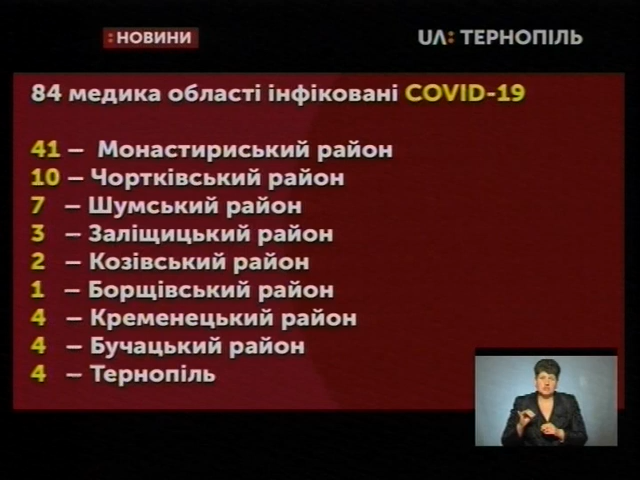 :НОВИНИ
UA: ТЕРНОПІЛЬ
84 медика області інфіковані COVID-19
41 – Монастириський район
10 – Чортківський район
7 – Шумський район
3 – Заліщицький район
2 – Козівський район
1 – Борщівський район
4 – Кременецький район
4 – Бучацький район
4 – Тернопіль